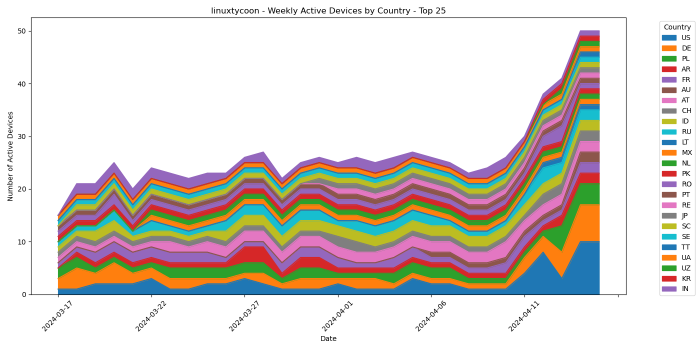 linuxtycoon - Weekly Active Devices by Country - Top 25
Number of Active Devices
50
40
30
20
10
0
2024-03-17
2024-03-22
2024-03-27
2024-04-01
2024-04-06
2024-04-11
Date
Country
US
DE
PL
AR
FR
AU
AT
CH
ID
RU
LT
MX
NL
PK
RO
PT
RE
JP
SC
SE
TT
UA
UZ
KR
IN